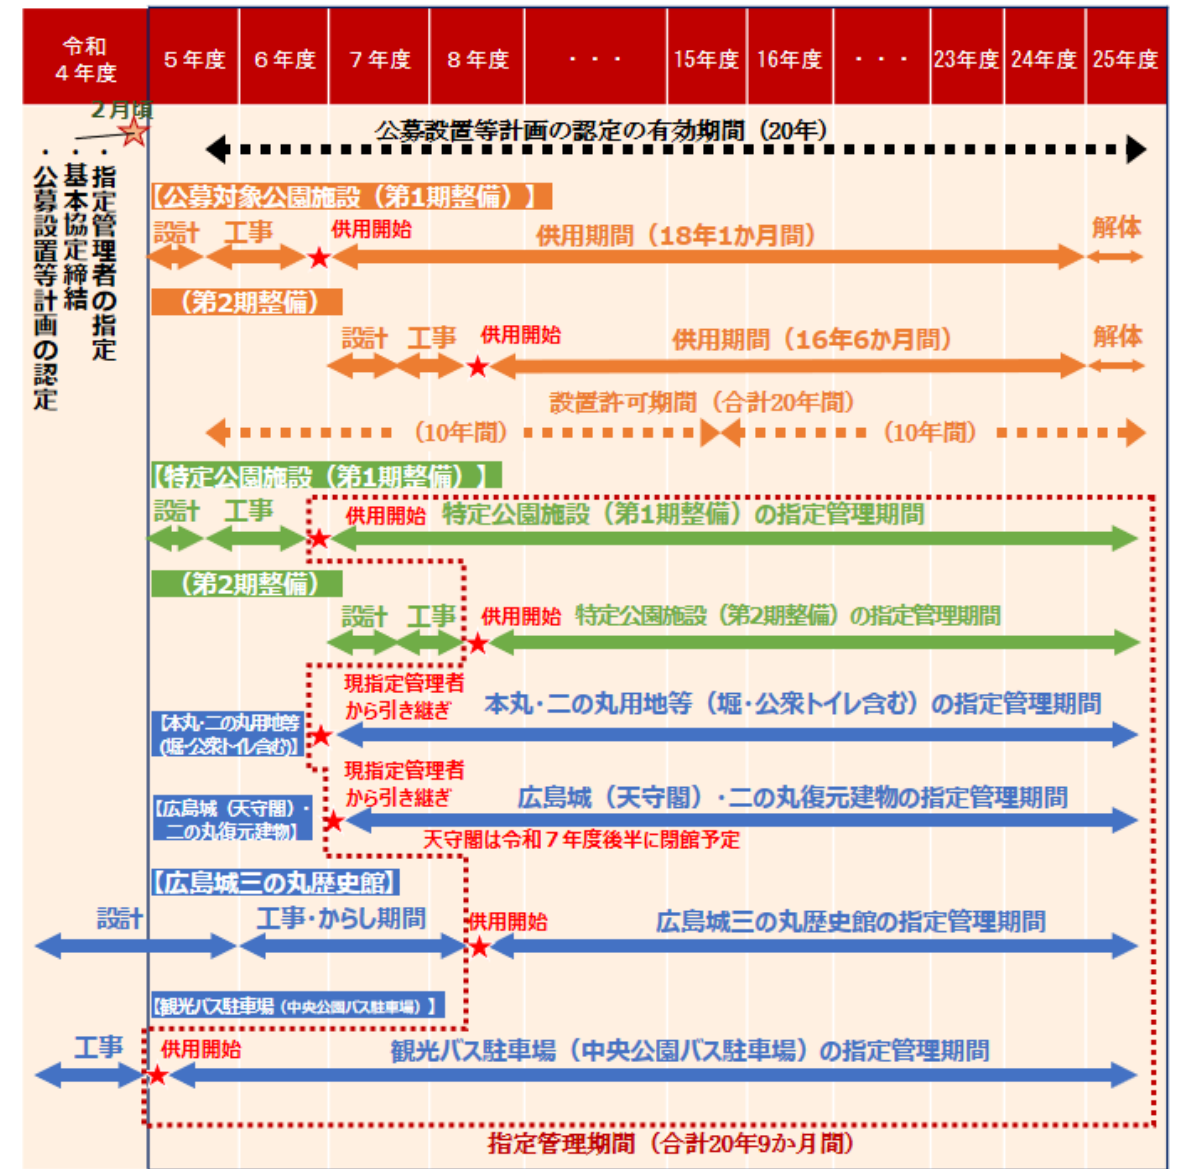 令和
４年度
５年度
６年度
７年度
８年度
・・・
15年度
16年度
・・・
23年度
24年度
25年度
２月頃
・指定管理者の指定
・基本協定締結
・公募設置等計画の認定
公募設置等計画の認定の有効期間（20年）
【公募対象公園施設（第1期整備）】
設計
工事
供用開始
供用期間（18年1か月間）
解体
（第2期整備）
設計
工事
供用開始
供用期間（16年6か月間）
解体
設置許可期間（合計20年間）
（10年間）
（10年間）
【特定公園施設（第1期整備）】
設計
工事
供用開始
特定公園施設（第1期整備）の指定管理期間
（第2期整備）
設計
工事
供用開始
特定公園施設（第2期整備）の指定管理期間
現指定管理者
から引き継ぎ
本丸・二の丸用地等（堀・公衆トイレ含む）の指定管理期間
【本丸・二の丸用地等
（堀・公衆トイレ含む）】
現指定管理者
から引き継ぎ
広島城（天守閣）・二の丸復元建物の指定管理期間
【広島城（天守閣）・
二の丸復元建物】
天守閣は令和７年度後半に閉館予定
【広島城三の丸歴史館】
設計
工事・からし期間
供用開始
広島城三の丸歴史館の指定管理期間
【観光バス駐車場（中央公園バス駐車場）】
工事
供用開始
観光バス駐車場（中央公園バス駐車場）の指定管理期間
指定管理期間（合計20年9か月間）